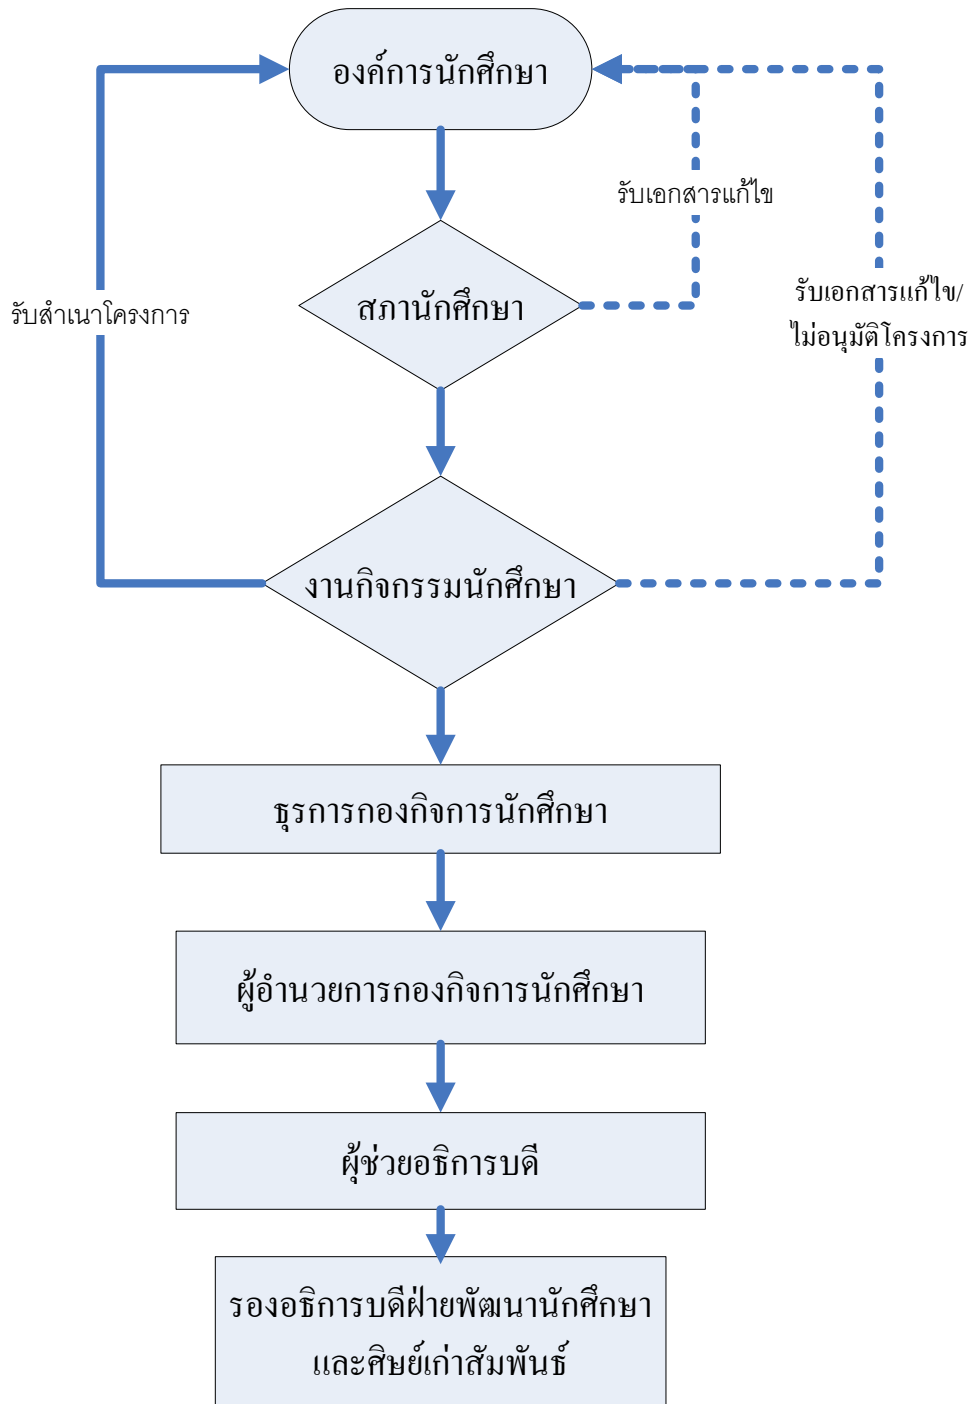 องค์การนักศึกษา
รับเอกสารแก้ไข
สภานักศึกษา
รับเอกสารแก้ไข/
ไม่อนุมัติโครงการ
รับสำเนาโครงการ
งานกิจกรรมนักศึกษา
ธุรการกองกิจการนักศึกษา
ผู้อำนวยการกองกิจการนักศึกษา
ผุ้ช่วยอธิการบดี
รองอธิการบดีฝ่ายพัฒนานักศึกษา
และศิษย์เก่าสัมพันธ์